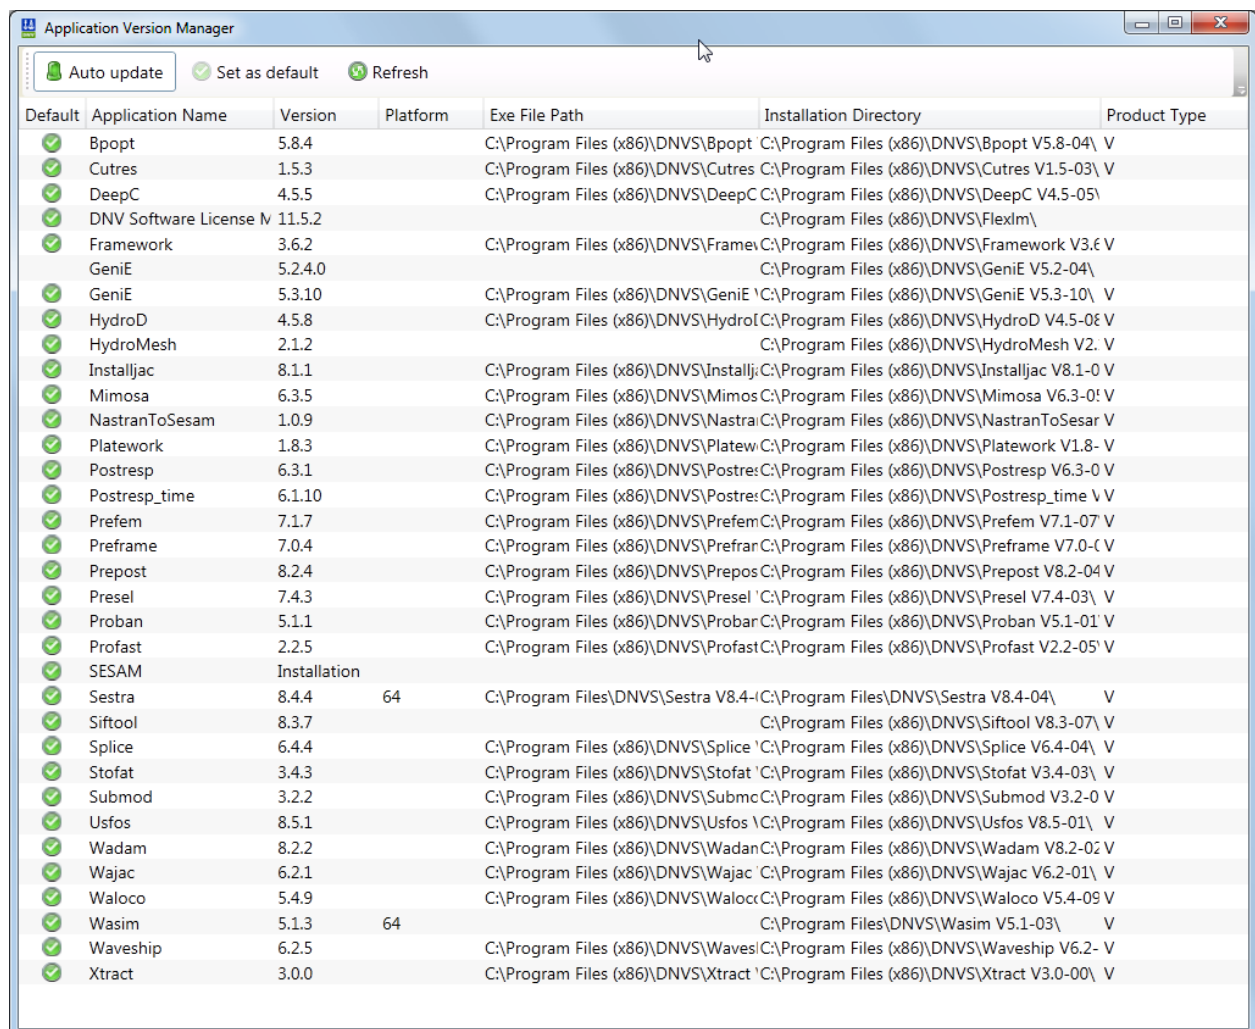 Application Version Manager
Auto update Set as default Refresh
Default Application Name Version Platform Exe File Path Installation Directory Product Type
Bpopt 5.8.4 C:\Program Files (x86)\DNVS\Bpopt C:\Program Files (x86)\DNVS\Bpopt V5.8-04\ V
Cutres 1.5.3 C:\Program Files (x86)\DNVS\Cutres C:\Program Files (x86)\DNVS\Cutres V1.5-03\ V
DeepC 4.5.5 C:\Program Files (x86)\DNVS\DeepC C:\Program Files (x86)\DNVS\DeepC V4.5-05\
DNV Software License M 11.5.2 C:\Program Files (x86)\DNVS\Flexlm\
Framework 3.6.2 C:\Program Files (x86)\DNVS\Frame C:\Program Files (x86)\DNVS\Framework V3.6 V
GeniE 5.2.4.0 C:\Program Files (x86)\DNVS\GeniE V5.2-04\
GeniE 5.3.10 C:\Program Files (x86)\DNVS\GeniE C:\Program Files (x86)\DNVS\GeniE V5.3-10\ V
HydroD 4.5.8 C:\Program Files (x86)\DNVS\Hydro C:\Program Files (x86)\DNVS\HydroD V4.5-08 V
HydroMesh 2.1.2 C:\Program Files (x86)\DNVS\HydroMesh V2. V
Installjac 8.1.1 C:\Program Files (x86)\DNVS\Installj C:\Program Files (x86)\DNVS\Installjac V8.1-0 V
Mimosa 6.3.5 C:\Program Files (x86)\DNVS\Mimos C:\Program Files (x86)\DNVS\Mimosa V6.3-05 V
NastranToSesam 1.0.9 C:\Program Files (x86)\DNVS\Nastra C:\Program Files (x86)\DNVS\NastranToSesar V
Platework 1.8.3 C:\Program Files (x86)\DNVS\Platew C:\Program Files (x86)\DNVS\Platework V1.8- V
Postresp 6.3.1 C:\Program Files (x86)\DNVS\Postres C:\Program Files (x86)\DNVS\Postresp V6.3-0 V
Postresp_time 6.1.10 C:\Program Files (x86)\DNVS\Postres C:\Program Files (x86)\DNVS\Postresp_time V V
Prefem 7.1.7 C:\Program Files (x86)\DNVS\Prefem C:\Program Files (x86)\DNVS\Prefem V7.1-07 V
Preframe 7.0.4 C:\Program Files (x86)\DNVS\Prefrar C:\Program Files (x86)\DNVS\Preframe V7.0-( V
Prepost 8.2.4 C:\Program Files (x86)\DNVS\Prepos C:\Program Files (x86)\DNVS\Prepost V8.2-04 V
Presel 7.4.3 C:\Program Files (x86)\DNVS\Presel C:\Program Files (x86)\DNVS\Presel V7.4-03\ V
Proban 5.1.1 C:\Program Files (x86)\DNVS\Probar C:\Program Files (x86)\DNVS\Proban V5.1-01 V
Profast 2.2.5 C:\Program Files (x86)\DNVS\Profast C:\Program Files (x86)\DNVS\Profast V2.2-05 V
SESAM Installation
Sestra 8.4.4 64 C:\Program Files\DNVS\Sestra V8.4-( C:\Program Files\DNVS\Sestra V8.4-04\ V
Siftool 8.3.7 C:\Program Files (x86)\DNVS\Siftool V8.3-07\ V
Splice 6.4.4 C:\Program Files (x86)\DNVS\Splice C:\Program Files (x86)\DNVS\Splice V6.4-04\ V
Stofat 3.4.3 C:\Program Files (x86)\DNVS\Stofat C:\Program Files (x86)\DNVS\Stofat V3.4-03\ V
Submod 3.2.2 C:\Program Files (x86)\DNVS\Submc C:\Program Files (x86)\DNVS\Submod V3.2-0 V
Usfos 8.5.1 C:\Program Files (x86)\DNVS\Usfos C:\Program Files (x86)\DNVS\Usfos V8.5-01\ V
Wadam 8.2.2 C:\Program Files (x86)\DNVS\Wadan C:\Program Files (x86)\DNVS\Wadam V8.2-02 V
Wajac 6.2.1 C:\Program Files (x86)\DNVS\Wajac C:\Program Files (x86)\DNVS\Wajac V6.2-01\ V
Waloco 5.4.9 C:\Program Files (x86)\DNVS\Waloc C:\Program Files (x86)\DNVS\Waloco V5.4-09 V
Wasim 5.1.3 64 C:\Program Files\DNVS\Wasim V5.1-03\ V
Waveship 6.2.5 C:\Program Files (x86)\DNVS\Waves C:\Program Files (x86)\DNVS\Waveship V6.2- V
Xtract 3.0.0 C:\Program Files (x86)\DNVS\Xtract C:\Program Files (x86)\DNVS\Xtract V3.0-00\ V